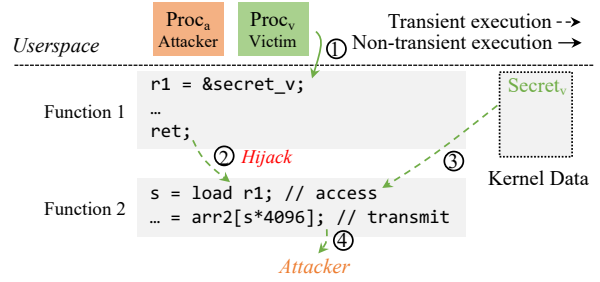 Proc_a
Attacker
Proc_v
Victim
Transient execution
Non-transient execution
Userspace
①
Function 1
r1 = &secret_v;
…
ret;
Secret_v
② Hijack
③
Kernel Data
Function 2
s = load r1; // access
… = arr2[s*4096]; // transmit
④
Attacker